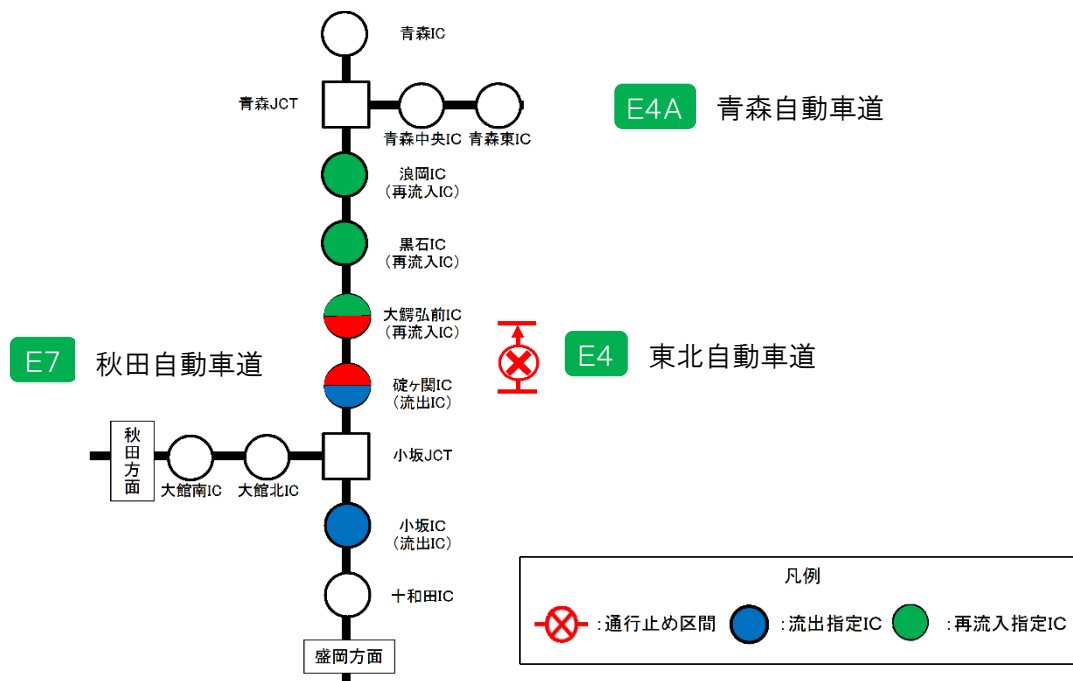 青森IC
青森JCT
青森中央IC
青森東IC
E4A 青森自動車道
浪岡IC
(再流入IC)
黒石IC
(再流入IC)
大鰐弘前IC
(再流入IC)
E7 秋田自動車道
E4 東北自動車道
碇ヶ関IC
(流出IC)
秋田方面
大館南IC
大館北IC
小坂JCT
小坂IC
(流出IC)
十和田IC
盛岡方面
凡例
:通行止め区間
:流出指定IC
:再流入指定IC